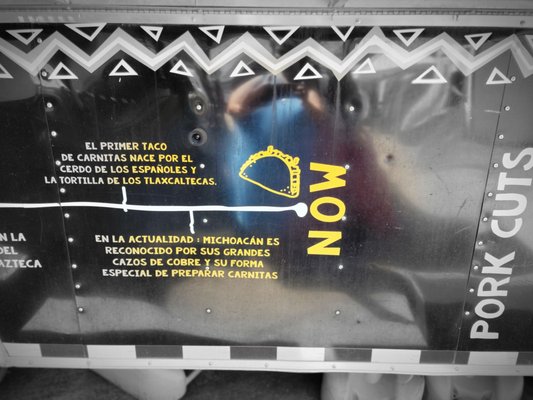 EL PRIMER TACO
DE CARNITAS NACE POR EL
CERDO DE LOS ESPAÑOLES Y
LA TORTILLA DE LOS TLAXCALTECAS.
NOW
EN LA
DEL
AZTECA
EN LA ACTUALIDAD : MICHOACÁN ES
RECONOCIDO POR SUS GRANDES
CAZOS DE COBRE Y SU FORMA
ESPECIAL DE PREPARAR CARNITAS
PORK CUTS